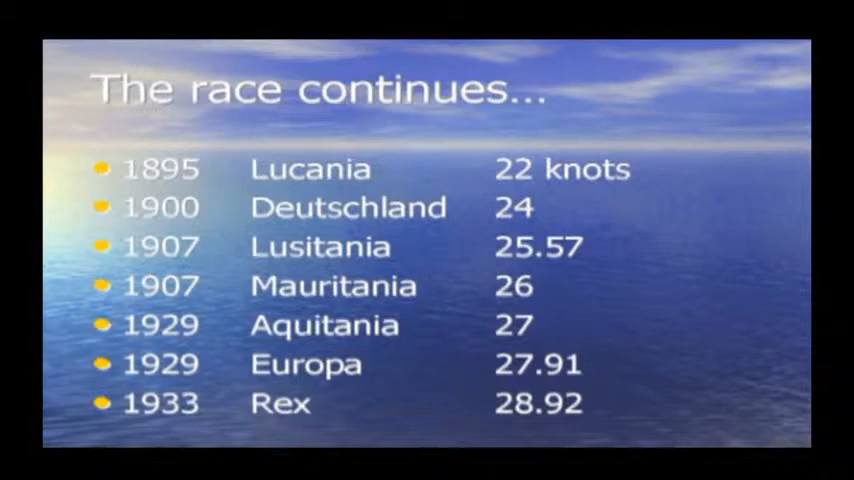 The race continues...
1895 Lucania 22 knots
1900 Deutschland 24
1907 Lusitania 25.57
1907 Mauritania 26
1929 Aquitania 27
1929 Europa 27.91
1933 Rex 28.92